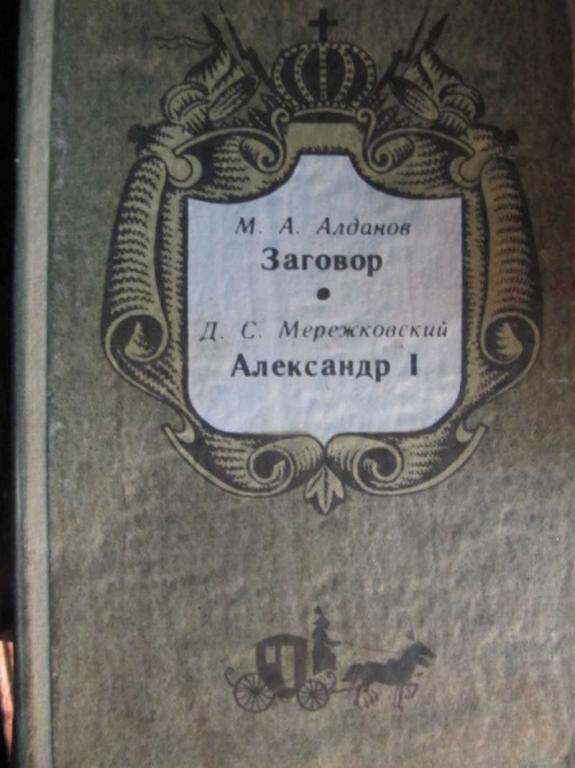 М. А. Алданов
Заговор
•
Д. С. Мережковский
Александр I